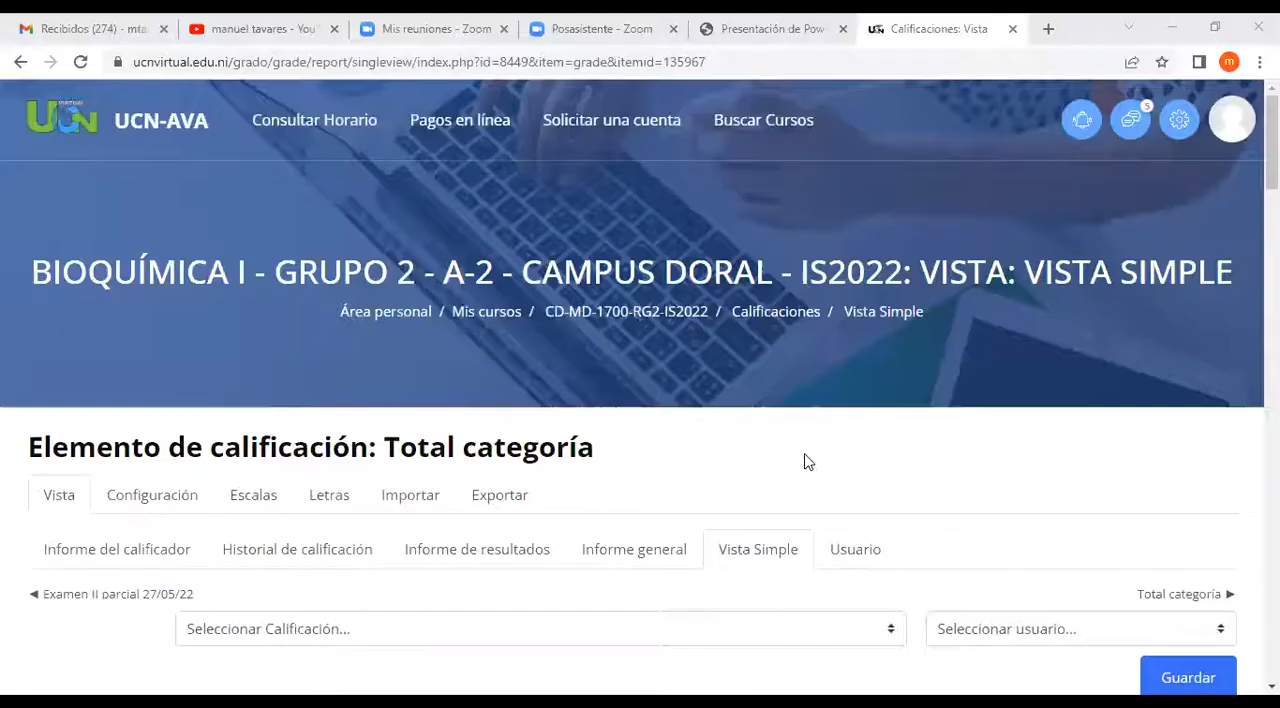 Recibidos (274) - mta
manuel tavares - You
Mis reuniones - Zoom
Posasistente - Zoom
Presentación de Pow
UCN
Calificaciones: Vista
ucnvirtual.edu.ni/grado/grade/report/singleview/index.php?id=8449&item=grade&itemid=135967
m
UCN
VIRTUAL
UCN-AVA
Consultar Horario
Pagos en línea
Solicitar una cuenta
Buscar Cursos
5
BIOQUÍMICA I - GRUPO 2 - A-2 - CAMPUS DORAL - IS2022: VISTA: VISTA SIMPLE
Área personal / Mis cursos / CD-MD-1700-RG2-IS2022 / Calificaciones / Vista Simple
Elemento de calificación: Total categoría
Vista
Configuración
Escalas
Letras
Importar
Exportar
Informe del calificador
Historial de calificación
Informe de resultados
Informe general
Vista Simple
Usuario
◄ Examen II parcial 27/05/22
Total categoría ►
Seleccionar Calificación...
Seleccionar usuario...
Guardar